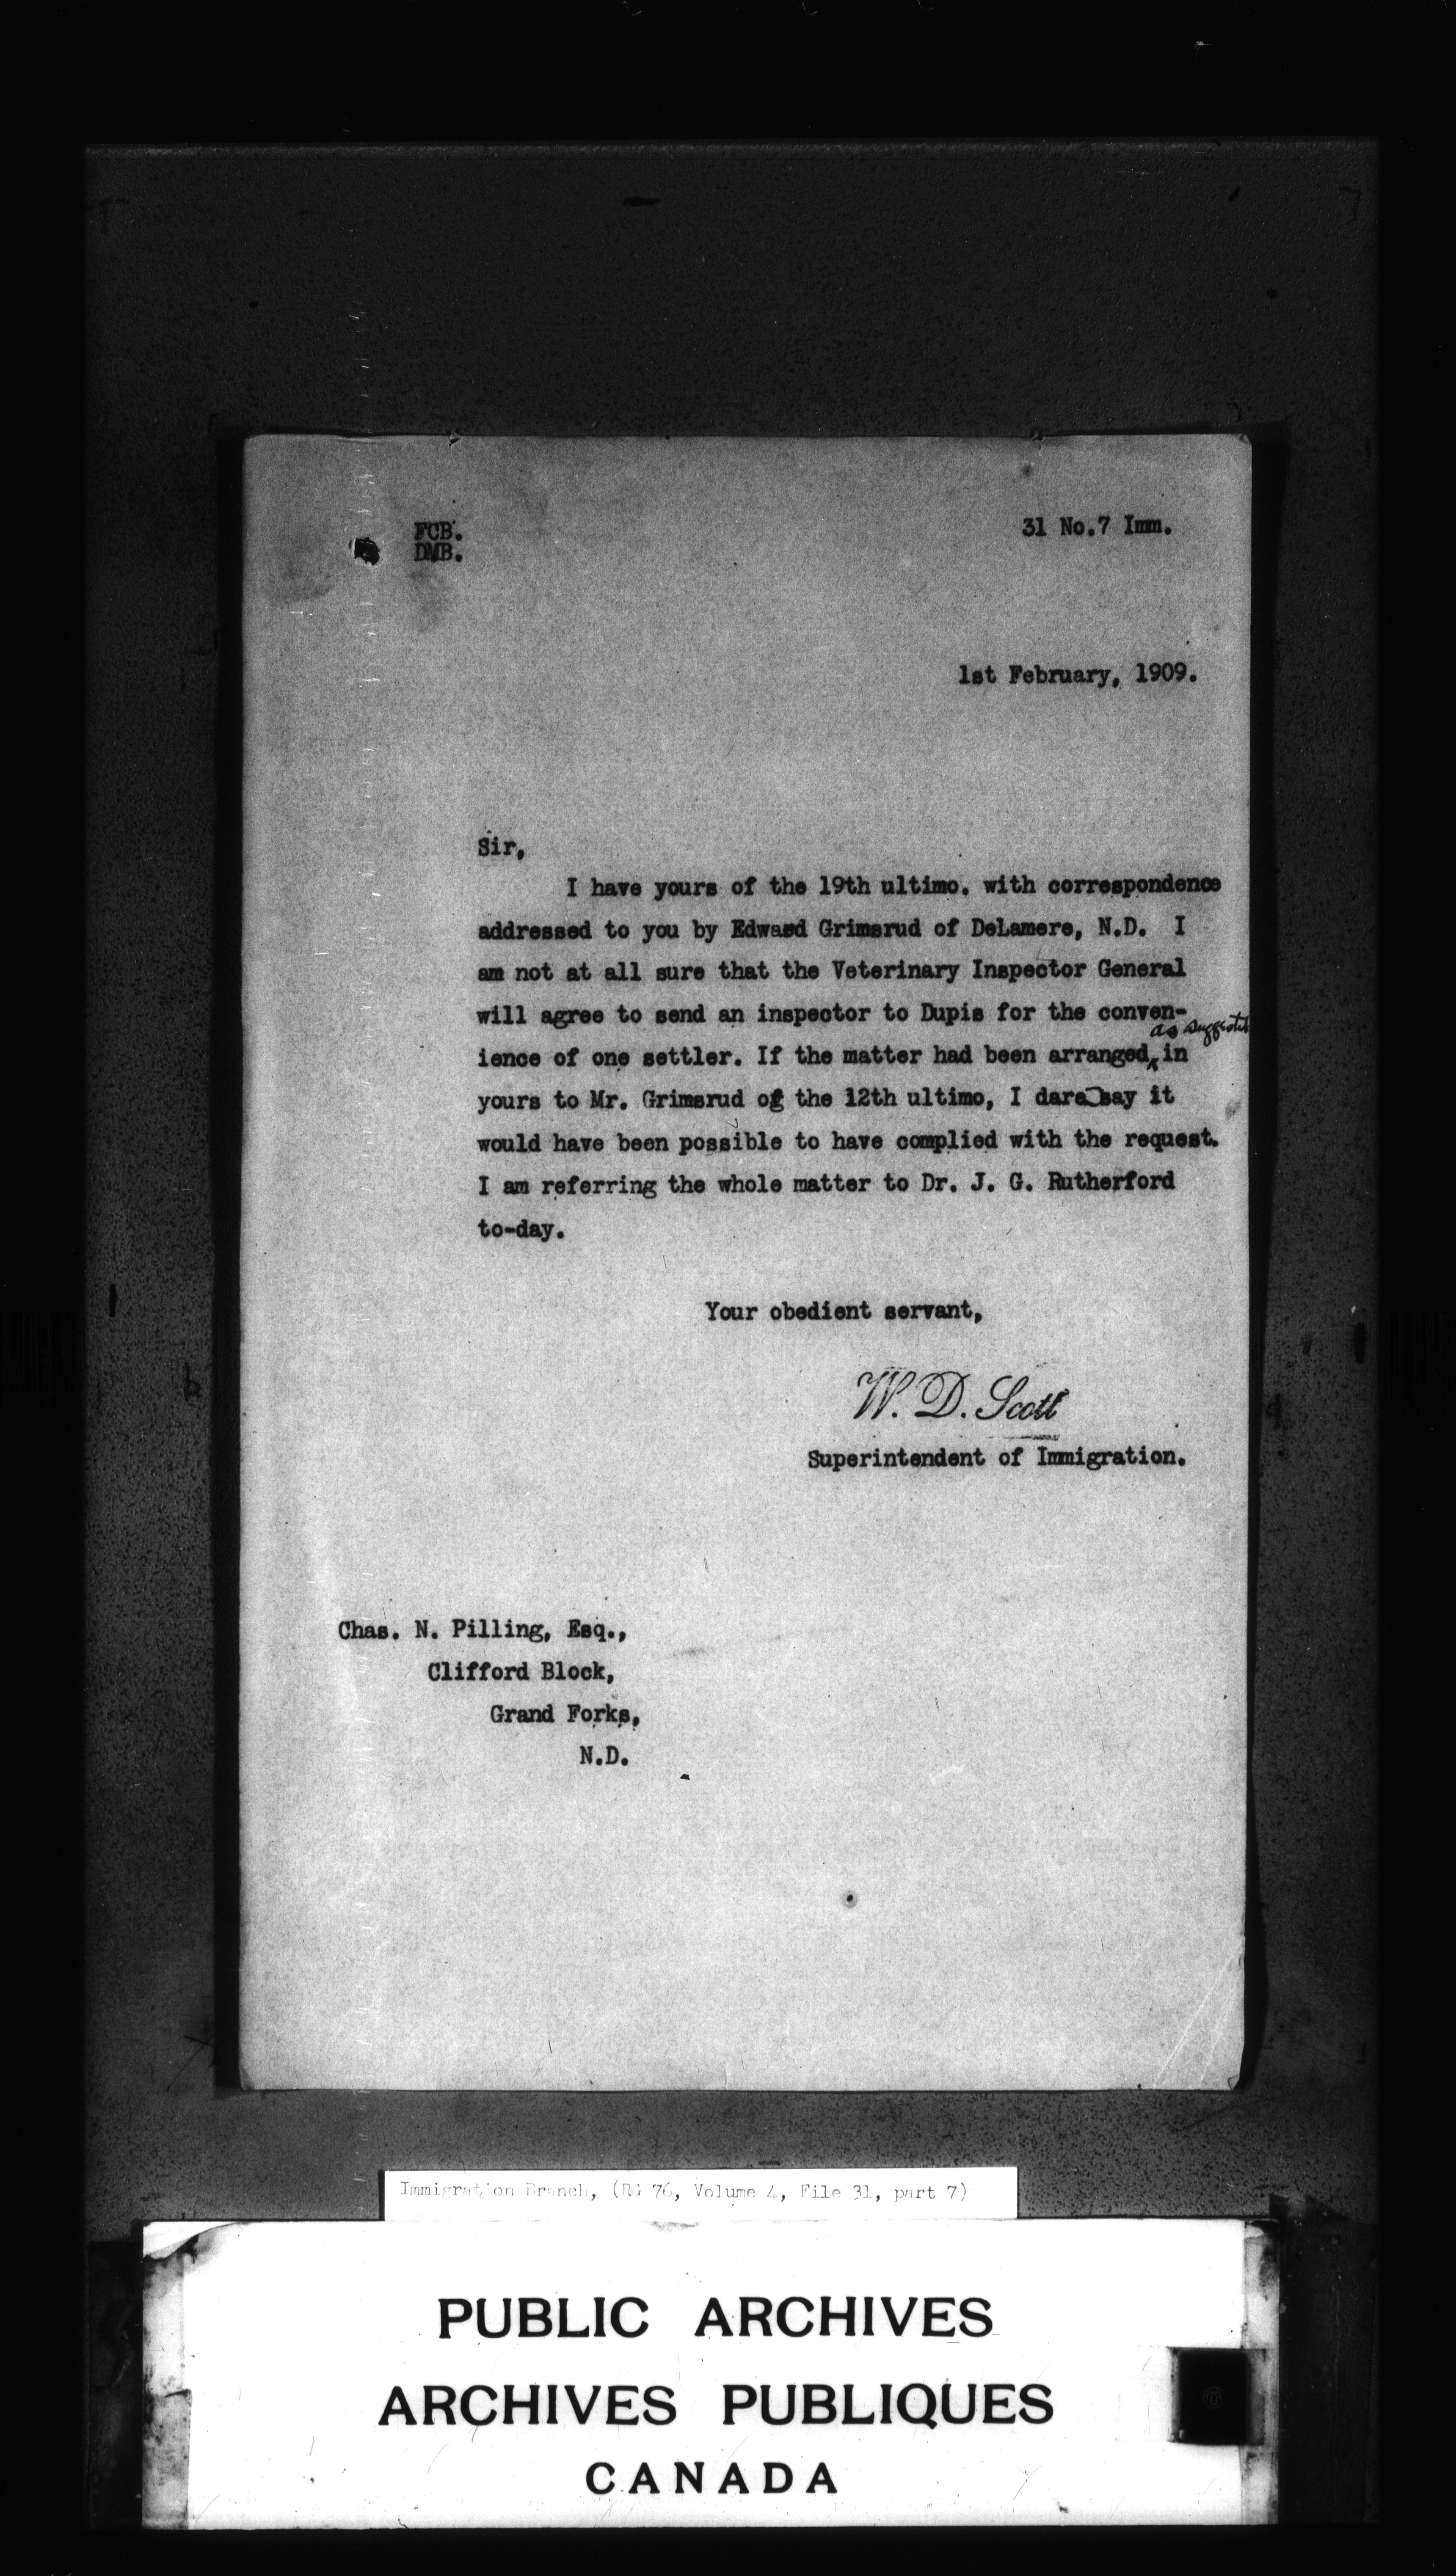 FCB.
DMB.
31 No.7 Imm.
1st February, 1909.
Sir,
I have yours of the 19th ultimo. with correspondence
addressed to you by Edward Grimsrud of DeLamere, N.D. I
am not at all sure that the Veterinary Inspector General
will agree to send an inspector to Dupis for the conven-
as suggested
ience of one settler. If the matter had been arranged in
yours to Mr. Grimsrud of the 12th ultimo, I dare say it
would have been possible to have complied with the request.
I am referring the whole matter to Dr. J. G. Rutherford
to-day.
Your obedient servant,
W. D. Scott
Superintendent of Immigration.
Chas. N. Pilling, Esq.,
Clifford Block,
Grand Forks,
N.D.
Immigration Branch, (RG 76, Volume 4, File 31, part 7)
PUBLIC ARCHIVES
ARCHIVES PUBLIQUES
CANADA